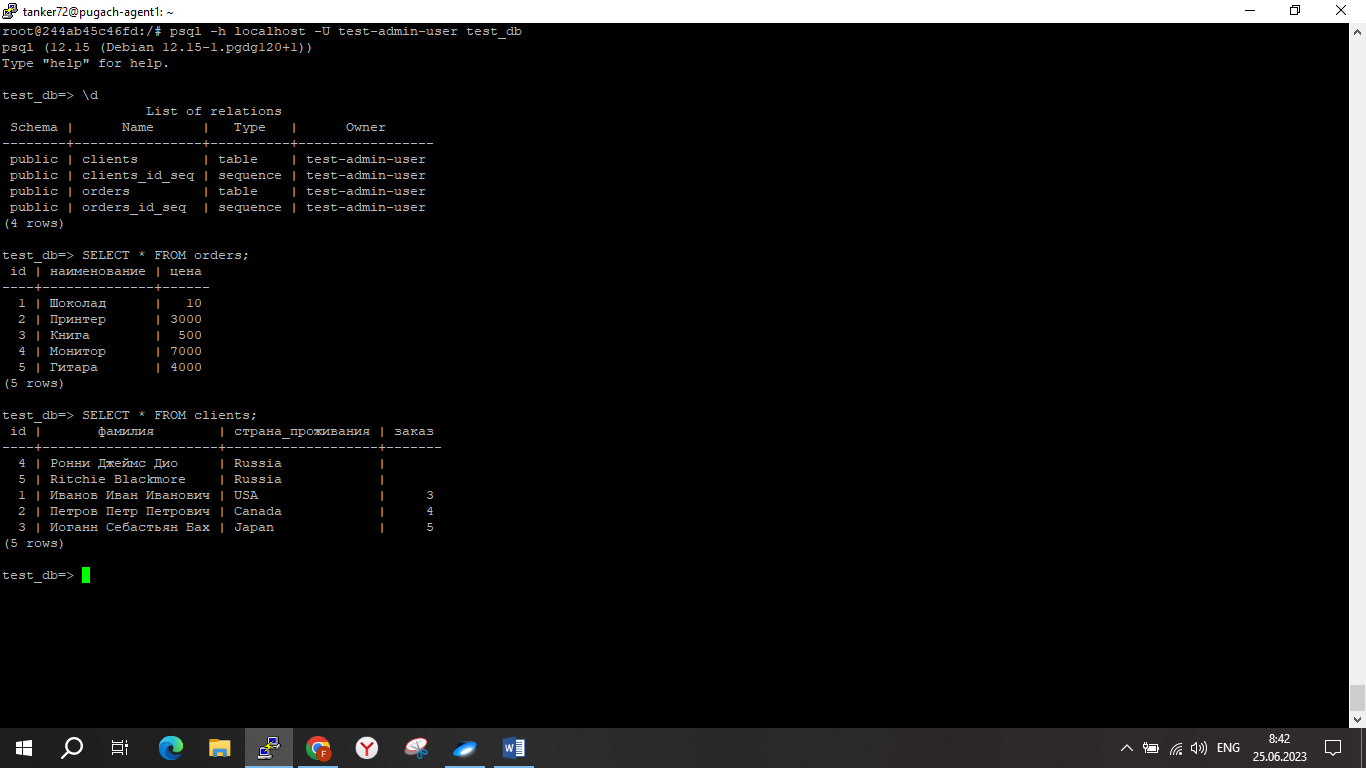 tanker72@pugach-agent1: ~
root@244ab45c46fd:/# psql -h localhost -U test-admin-user test_db
psql (12.15 (Debian 12.15-1.pgdg120+1))
Type "help" for help.
test_db=> \d
List of relations
Schema | Name | Type | Owner
--------+----------------+----------+-----------------
public | clients | table | test-admin-user
public | clients_id_seq | sequence | test-admin-user
public | orders | table | test-admin-user
public | orders_id_seq | sequence | test-admin-user
(4 rows)
test_db=> SELECT * FROM orders;
id | наименование | цена
----+--------------+------
1 | Шоколад | 10
2 | Принтер | 3000
3 | Книга | 500
4 | Монитор | 7000
5 | Гитара | 4000
(5 rows)
test_db=> SELECT * FROM clients;
id | фамилия | страна_проживания | заказ
----+----------------------+-------------------+-------
4 | Ронни Джеймс Дио | Russia |
5 | Ritchie Blackmore | Russia |
1 | Иванов Иван Иванович | USA | 3
2 | Петров Петр Петрович | Canada | 4
3 | Иоганн Себастьян Бах | Japan | 5
(5 rows)
test_db=>
ENG
8:42
25.06.2023